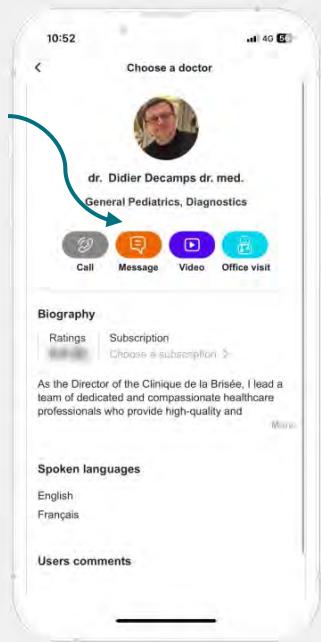 10:52
4G
Choose a doctor
dr. Didier Decamps dr. med.
General Pediatrics, Diagnostics
Call Message Video Office visit
Biography
Ratings Subscription
Choose a subscription >
As the Director of the Clinique de la Brisée, I lead a
team of dedicated and compassionate healthcare
professionals who provide high-quality and
More
Spoken languages
English
Français
Users comments